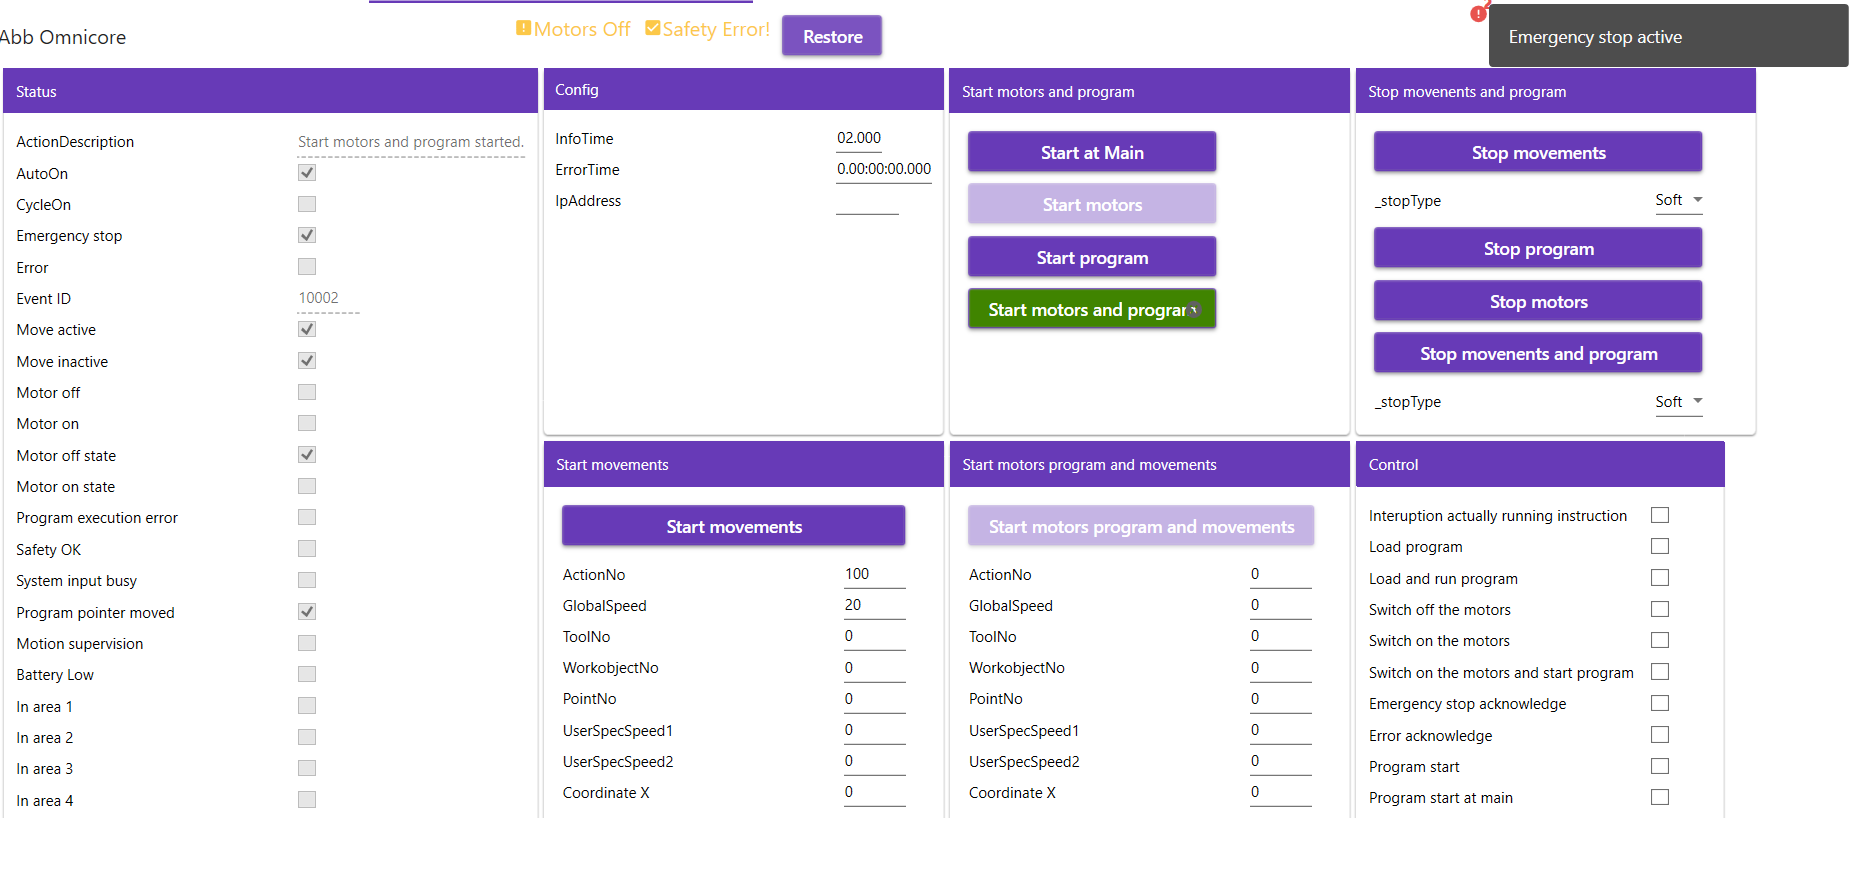 Motors Off Safety Error! Restore
Abb Omnicore
Emergency stop active
Status
ActionDescription Start motors and program started.
AutoOn
CycleOn
Emergency stop
Error
Event ID 10002
Move active
Move inactive
Motor off
Motor on
Motor off state
Motor on state
Program execution error
Safety OK
System input busy
Program pointer moved
Motion supervision
Battery Low
In area 1
In area 2
In area 3
In area 4
Config
InfoTime 02.000
ErrorTime 0.00:00:00.000
IpAddress
Start motors and program
Start at Main
Start motors
Start program
Start motors and program
Stop movenents and program
Stop movements
_stopType Soft
Stop program
Stop motors
Stop movenents and program
_stopType Soft
Start movements
Start movements
ActionNo 100
GlobalSpeed 20
ToolNo 0
WorkobjectNo 0
PointNo 0
UserSpecSpeed1 0
UserSpecSpeed2 0
Coordinate X 0
Start motors program and movements
Start motors program and movements
ActionNo 0
GlobalSpeed 0
ToolNo 0
WorkobjectNo 0
PointNo 0
UserSpecSpeed1 0
UserSpecSpeed2 0
Coordinate X 0
Control
Interuption actually running instruction
Load program
Load and run program
Switch off the motors
Switch on the motors
Switch on the motors and start program
Emergency stop acknowledge
Error acknowledge
Program start
Program start at main